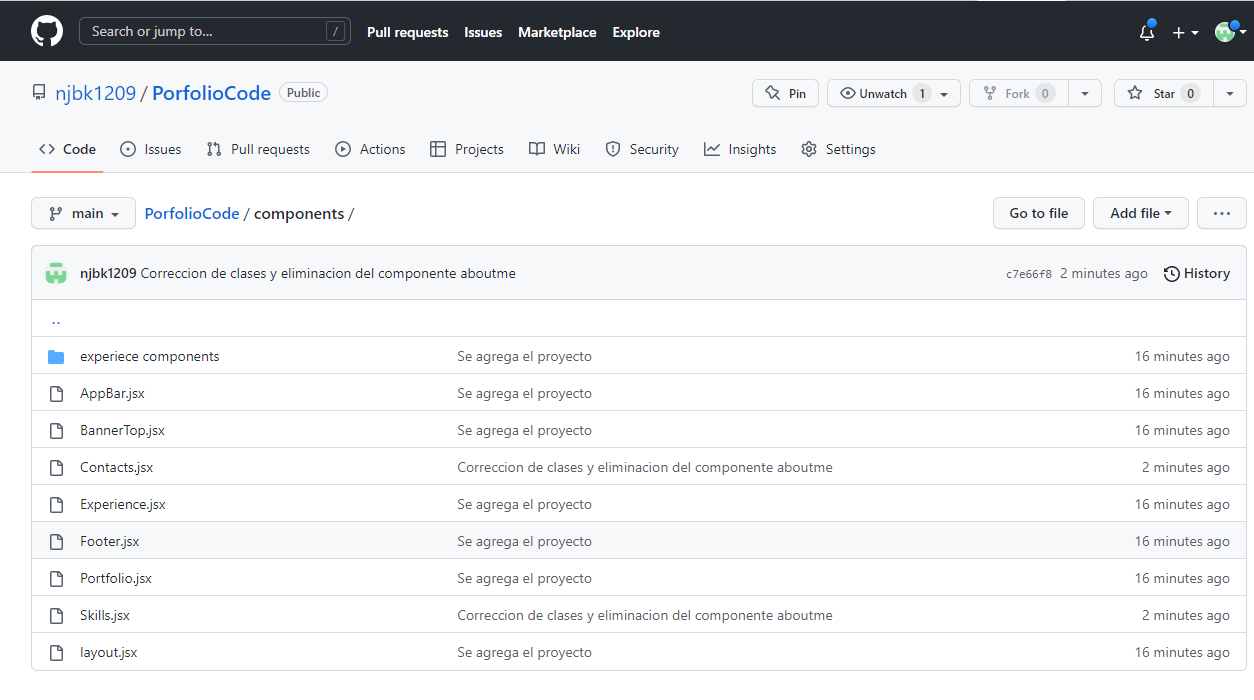 Search or jump to... / Pull requests Issues Marketplace Explore
njbk1209 / PorfolioCode Public Pin Unwatch 1 Fork 0 Star 0
Code Issues Pull requests Actions Projects Wiki Security Insights Settings
main PorfolioCode / components / Go to file Add file ...
njbk1209 Correccion de clases y eliminacion del componente aboutme c7e66f8 2 minutes ago History
..
experiece components Se agrega el proyecto 16 minutes ago
AppBar.jsx Se agrega el proyecto 16 minutes ago
BannerTop.jsx Se agrega el proyecto 16 minutes ago
Contacts.jsx Correccion de clases y eliminacion del componente aboutme 2 minutes ago
Experience.jsx Se agrega el proyecto 16 minutes ago
Footer.jsx Se agrega el proyecto 16 minutes ago
Portfolio.jsx Se agrega el proyecto 16 minutes ago
Skills.jsx Correccion de clases y eliminacion del componente aboutme 2 minutes ago
layout.jsx Se agrega el proyecto 16 minutes ago